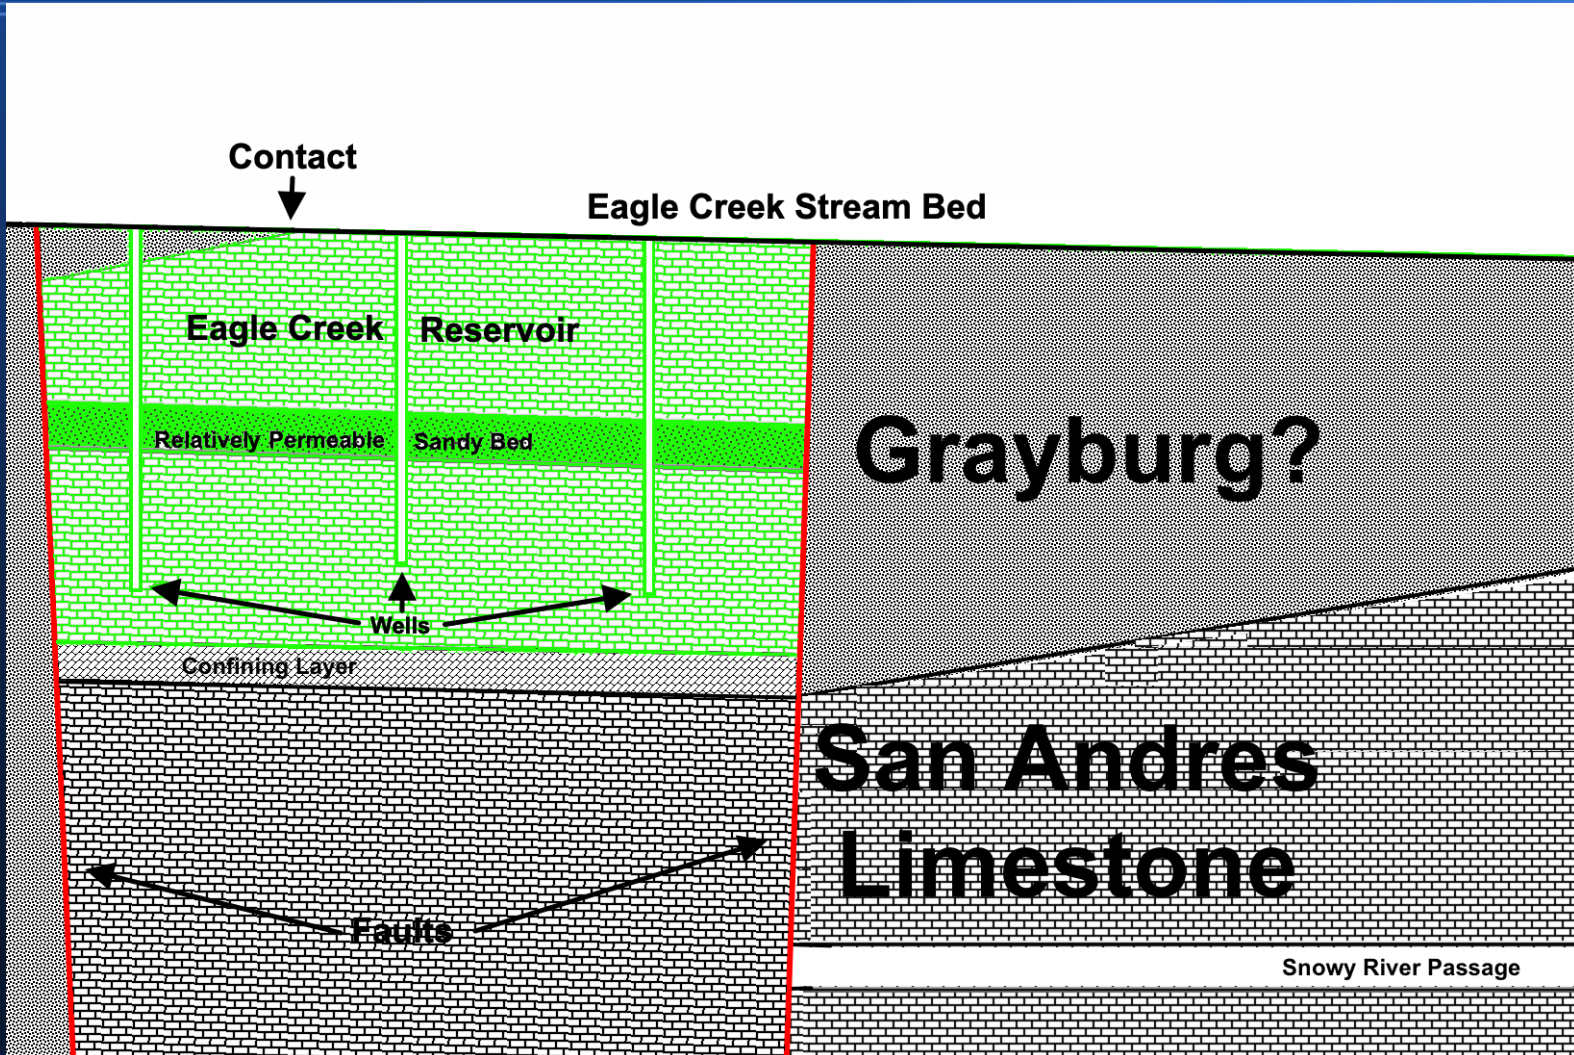 Contact
Eagle Creek Stream Bed
Eagle Creek Reservoir
Relatively Permeable Sandy Bed
Grayburg?
Wells
Confining Layer
San Andres
Limestone
Faults
Snowy River Passage